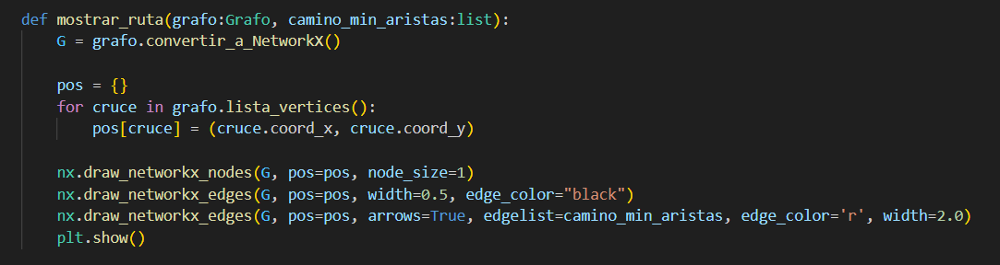 def mostrar_ruta(grafo:Grafo, camino_min_aristas:list):
    G = grafo.convertir_a_NetworkX()

    pos = {}
    for cruce in grafo.lista_vertices():
        pos[cruce] = (cruce.coord_x, cruce.coord_y)

    nx.draw_networkx_nodes(G, pos=pos, node_size=1)
    nx.draw_networkx_edges(G, pos=pos, width=0.5, edge_color="black")
    nx.draw_networkx_edges(G, pos=pos, arrows=True, edgelist=camino_min_aristas, edge_color='r', width=2.0)
    plt.show()